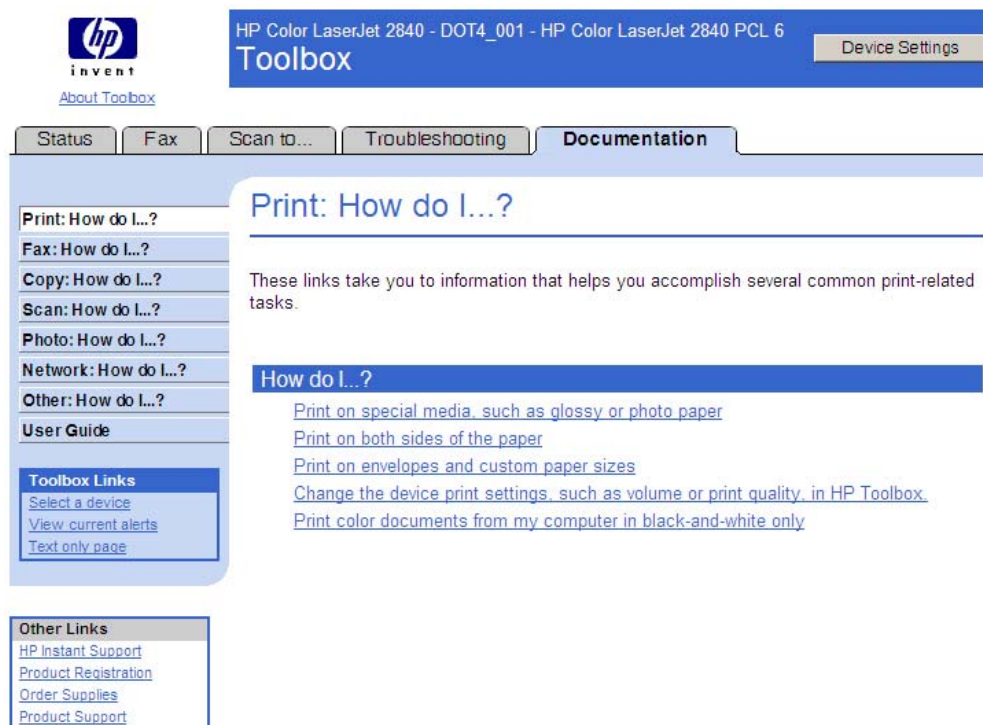 hp
invent
About Toolbox
HP Color LaserJet 2840 - DOT4_001 - HP Color LaserJet 2840 PCL 6
Toolbox
Device Settings
Status
Fax
Scan to...
Troubleshooting
Documentation
Print: How do I...?
Fax: How do I...?
Copy: How do I...?
Scan: How do I...?
Photo: How do I...?
Network: How do I...?
Other: How do I...?
User Guide
Toolbox Links
Select a device
View current alerts
Text only page
Other Links
HP Instant Support
Product Registration
Order Supplies
Product Support
Print: How do I...?
These links take you to information that helps you accomplish several common print-related
tasks.
How do I...?
Print on special media, such as glossy or photo paper
Print on both sides of the paper
Print on envelopes and custom paper sizes
Change the device print settings, such as volume or print quality, in HP Toolbox.
Print color documents from my computer in black-and-white only